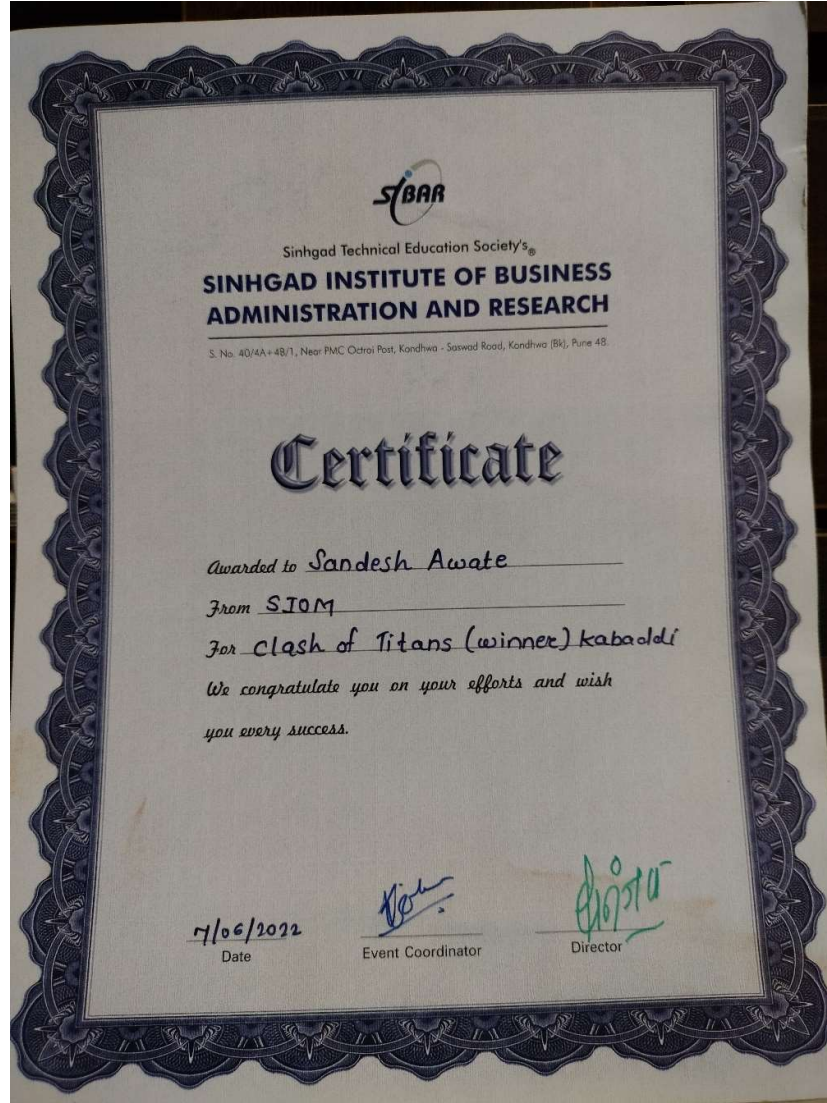 SIBAR
Sinhgad Technical Education Society's®
SINHGAD INSTITUTE OF BUSINESS
ADMINISTRATION AND RESEARCH
S. No. 40/4A+4B/1, Near PMC Octroi Post, Kondhwa - Saswad Road, Kondhwa (Bk), Pune 48.
Certificate
Awarded to Sandesh Awate
From SIOM
For Clash of Titans (winner) kabaddi
We congratulate you on your efforts and wish
you every success.
7/06/2022
Date
Event Coordinator
Director